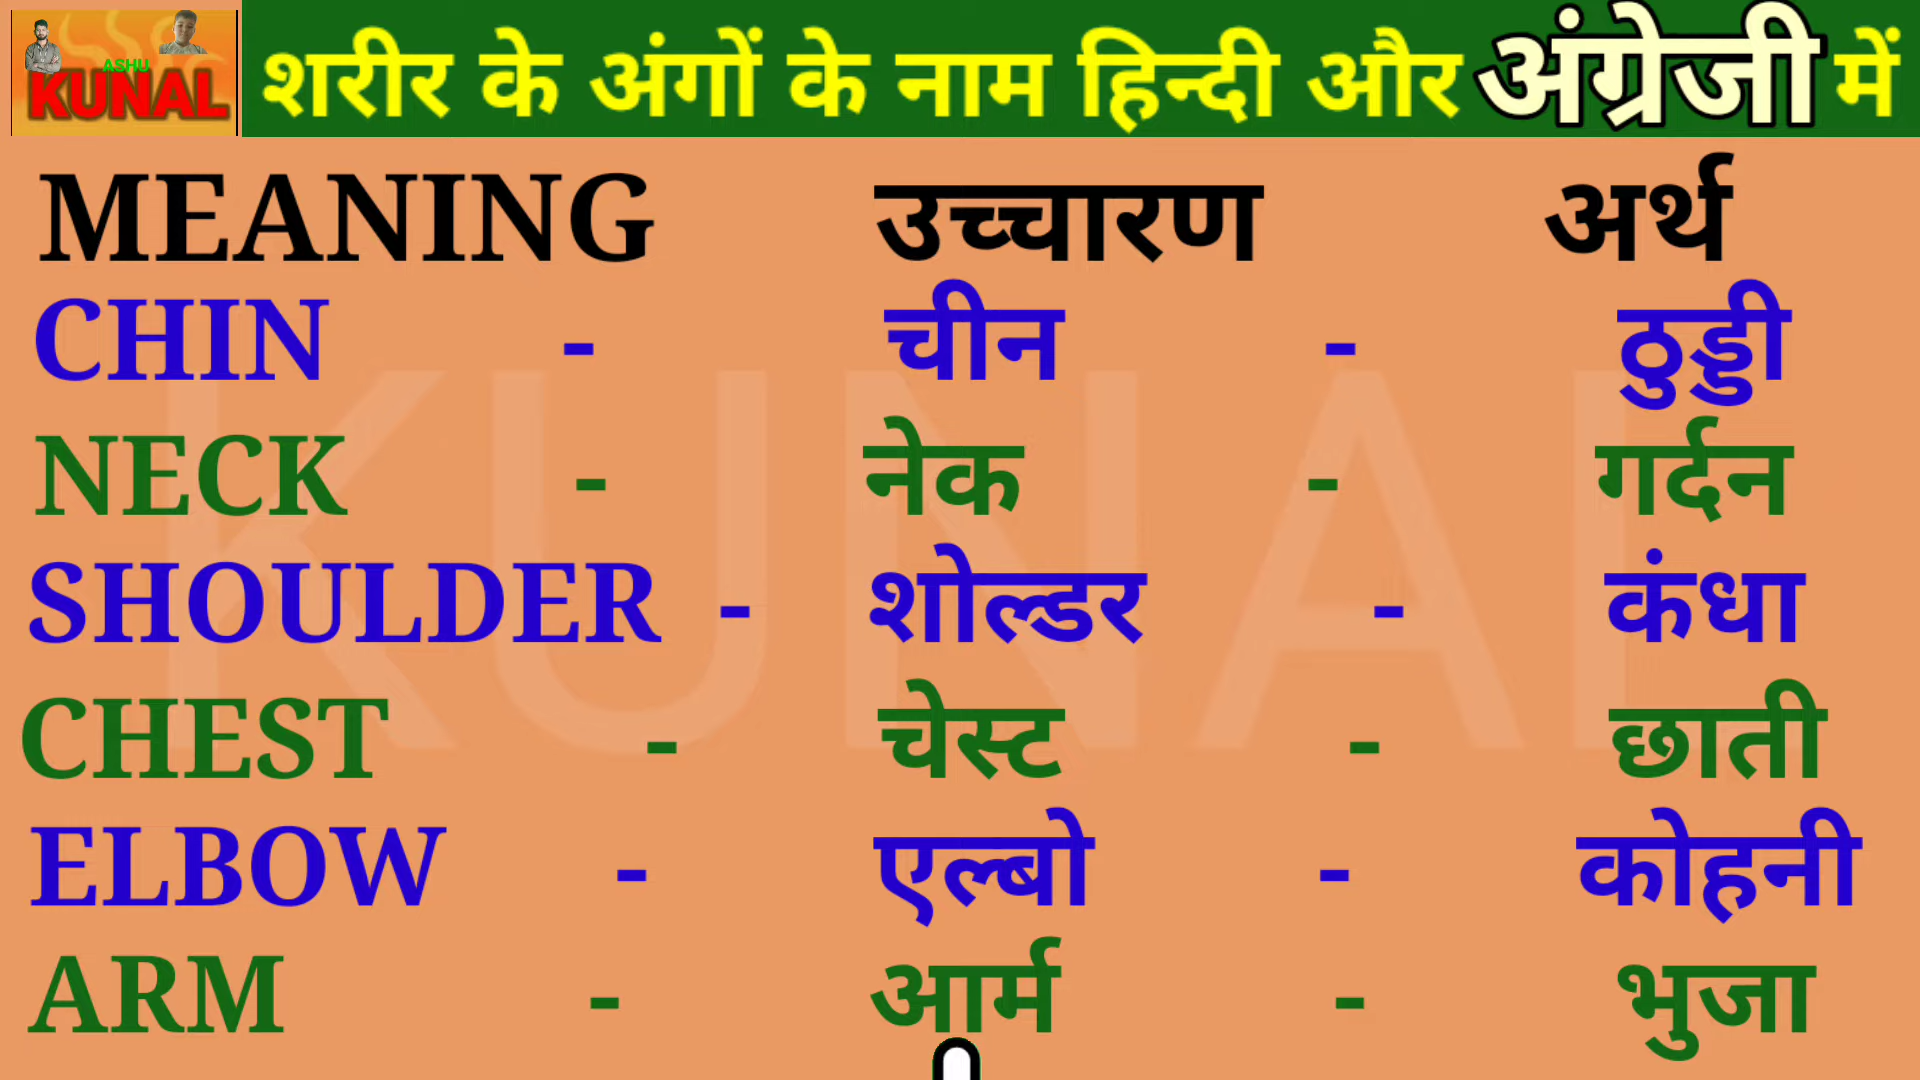 ASHU
KUNAL
शरीर के अंगों के नाम हिन्दी और अंग्रेजी में
MEANING उच्चारण अर्थ
CHIN - चीन - ठुड्डी
NECK - नेक - गर्दन
SHOULDER - शोल्डर - कंधा
CHEST - चेस्ट - छाती
ELBOW - एल्बो - कोहनी
ARM - आर्म - भुजा
KUNAL